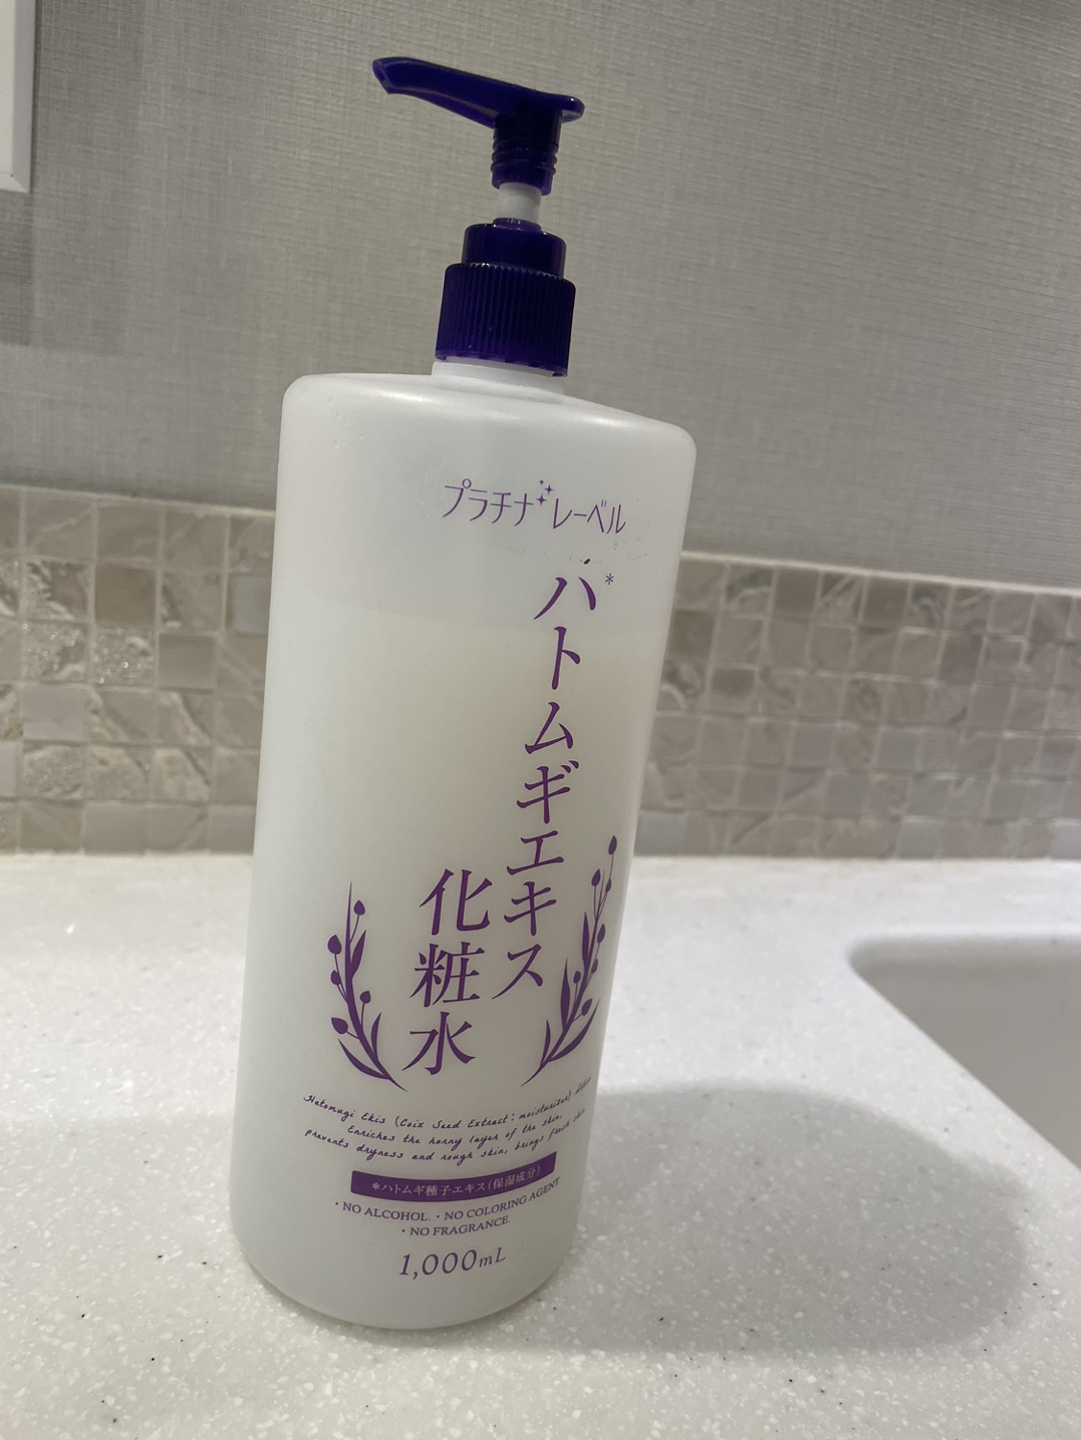 プラチナレーベル
ハトムギエキス*
化粧水
Hatomugi Ekis (Coix Seed Extract: moisturizer) Lotion
Enriches the horny layer of the skin,
prevents dryness and rough skin, brings fresh skin
*ハトムギ種子エキス(保湿成分)
・NO ALCOHOL. ・NO COLORING AGENT.
・NO FRAGRANCE.
1,000mL